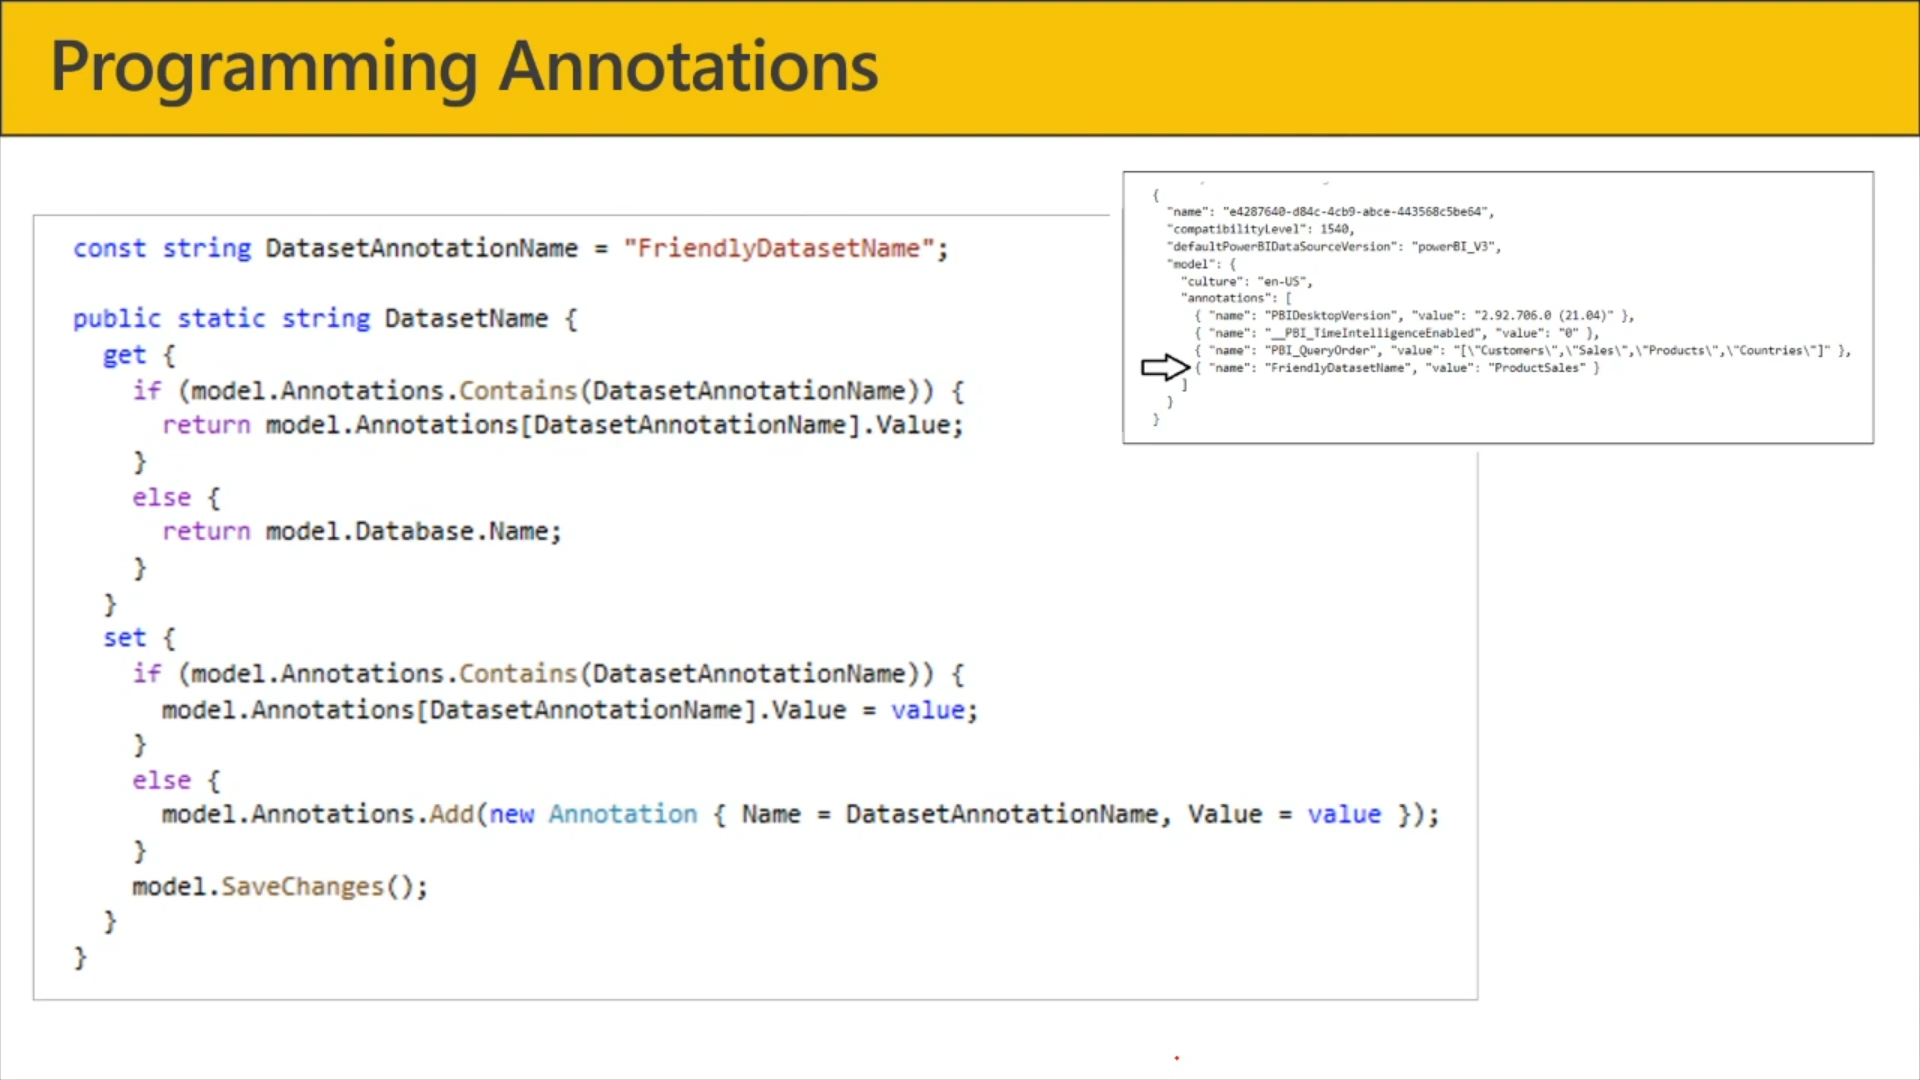 Programming Annotations
const string DatasetAnnotationName = "FriendlyDatasetName";
public static string DatasetName {
get {
if (model.Annotations.Contains(DatasetAnnotationName)) {
return model.Annotations[DatasetAnnotationName].Value;
}
else {
return model.Database.Name;
}
}
set {
if (model.Annotations.Contains(DatasetAnnotationName)) {
model.Annotations[DatasetAnnotationName].Value = value;
}
else {
model.Annotations.Add(new Annotation { Name = DatasetAnnotationName, Value = value });
}
model.SaveChanges();
}
}
{
"name": "e4287640-d84c-4cb9-abce-443568c5be64",
"compatibilityLevel": 1540,
"defaultPowerBIDataSourceVersion": "powerBI_V3",
"model": {
"culture": "en-US",
"annotations": [
{ "name": "PBIDesktopVersion", "value": "2.92.706.0 (21.04)" },
{ "name": "__PBI_TimeIntelligenceEnabled", "value": "0" },
{ "name": "PBI_QueryOrder", "value": "[\"Customers\",\"Sales\",\"Products\",\"Countries\"]" },
{ "name": "FriendlyDatasetName", "value": "ProductSales" }
]
}
}